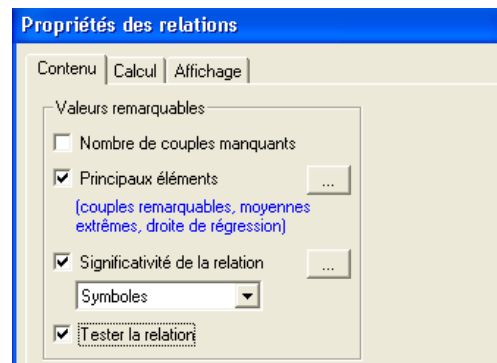 Propriétés des relations
Contenu Calcul Affichage
Valeurs remarquables
Nombre de couples manquants
Principaux éléments ...
(couples remarquables, moyennes
extrêmes, droite de régression)
Significativité de la relation ...
Symboles
Tester la relation